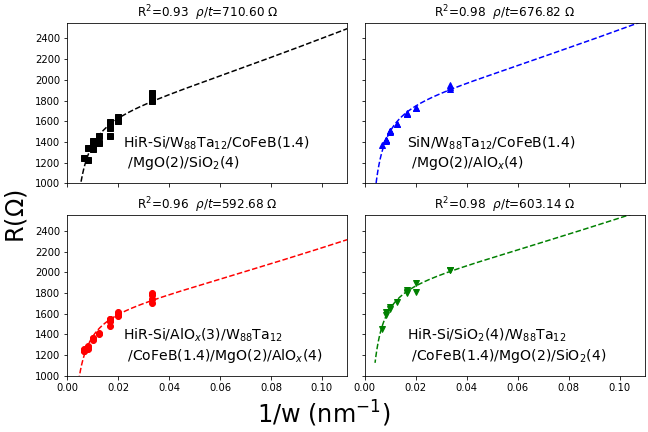 R²=0.93 ρ/t=710.60 Ω
R²=0.98 ρ/t=676.82 Ω
2400
2200
2000
1800
1600
1400
1200
1000
HiR-Si/W₈₈Ta₁₂/CoFeB(1.4)
/MgO(2)/SiO₂(4)
SiN/W₈₈Ta₁₂/CoFeB(1.4)
/MgO(2)/AlOₓ(4)
R(Ω)
R²=0.96 ρ/t=592.68 Ω
R²=0.98 ρ/t=603.14 Ω
2400
2200
2000
1800
1600
1400
1200
1000
HiR-Si/AlOₓ(3)/W₈₈Ta₁₂
/CoFeB(1.4)/MgO(2)/AlOₓ(4)
HiR-Si/SiO₂(4)/W₈₈Ta₁₂
/CoFeB(1.4)/MgO(2)/SiO₂(4)
0.00 0.02 0.04 0.06 0.08 0.10
0.00 0.02 0.04 0.06 0.08 0.10
1/w (nm⁻¹)